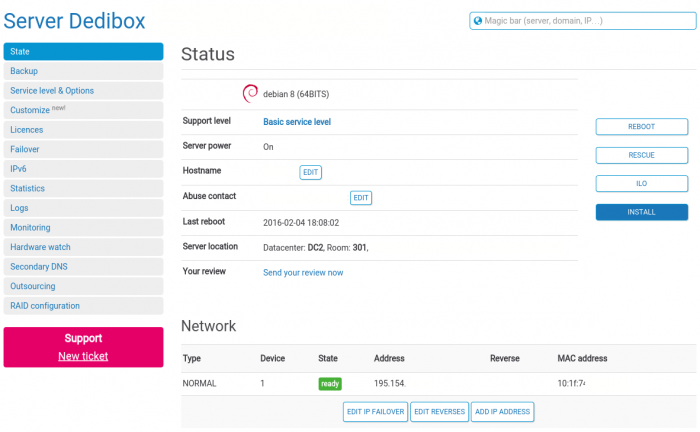 Server Dedibox
Magic bar (server, domain, IP...)
State
Backup
Service level & Options
Customize new!
Licences
Failover
IPv6
Statistics
Logs
Monitoring
Hardware watch
Secondary DNS
Outsourcing
RAID configuration
Support
New ticket
Status
debian 8 (64BITS)
Support level Basic service level
Server power On
Hostname EDIT
Abuse contact EDIT
Last reboot 2016-02-04 18:08:02
Server location Datacenter: DC2, Room: 301,
Your review Send your review now
REBOOT
RESCUE
ILO
INSTALL
Network
Type Device State Address Reverse MAC address
NORMAL 1 ready 195.154. 10:1f:74
EDIT IP FAILOVER EDIT REVERSES ADD IP ADDRESS